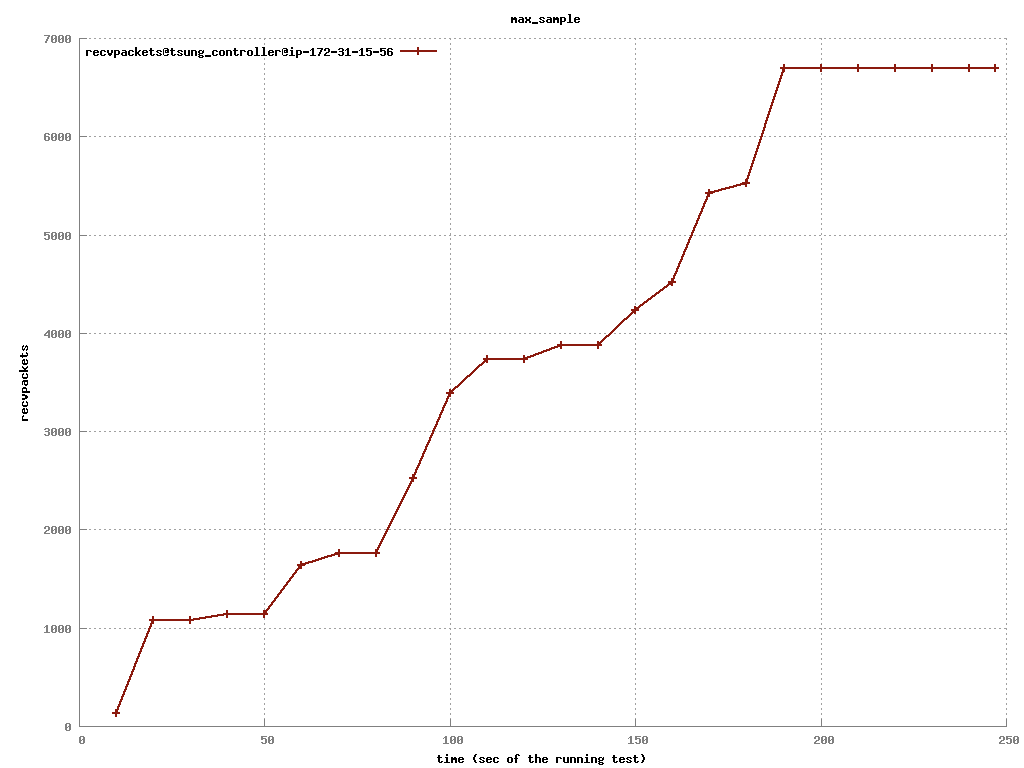 max_sample
7000
recvpackets@tsung_controller@ip-172-31-15-56
6000
5000
4000
recvpackets
3000
2000
1000
0
0 50 100 150 200 250
time (sec of the running test)